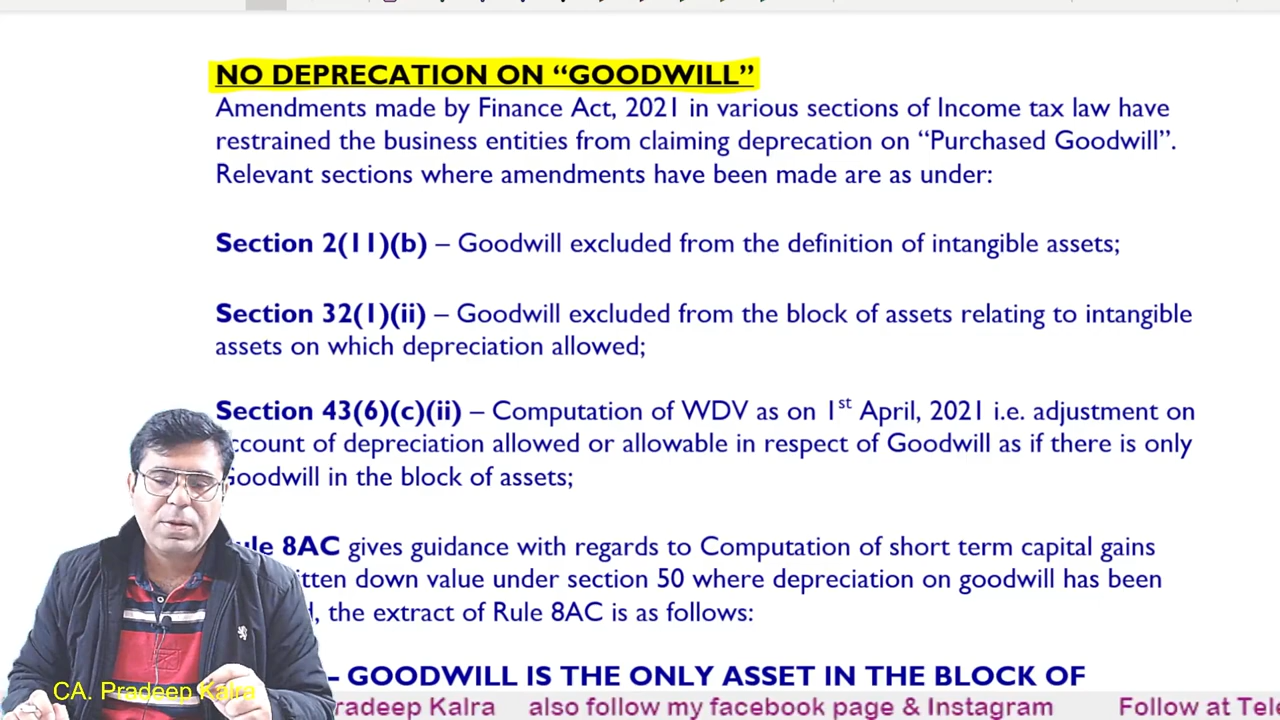 NO DEPRECATION ON “GOODWILL”
Amendments made by Finance Act, 2021 in various sections of Income tax law have
restrained the business entities from claiming deprecation on “Purchased Goodwill”.
Relevant sections where amendments have been made are as under:
Section 2(11)(b) – Goodwill excluded from the definition of intangible assets;
Section 32(1)(ii) – Goodwill excluded from the block of assets relating to intangible
assets on which depreciation allowed;
Section 43(6)(c)(ii) – Computation of WDV as on 1st April, 2021 i.e. adjustment on
account of depreciation allowed or allowable in respect of Goodwill as if there is only
Goodwill in the block of assets;
Rule 8AC gives guidance with regards to Computation of short term capital gains
down value under section 50 where depreciation on goodwill has been
, the extract of Rule 8AC is as follows:
– GOODWILL IS THE ONLY ASSET IN THE BLOCK OF
CA. Pradeep Kalra
radeep Kalra also follow my facebook page & Instagram Follow at Tele